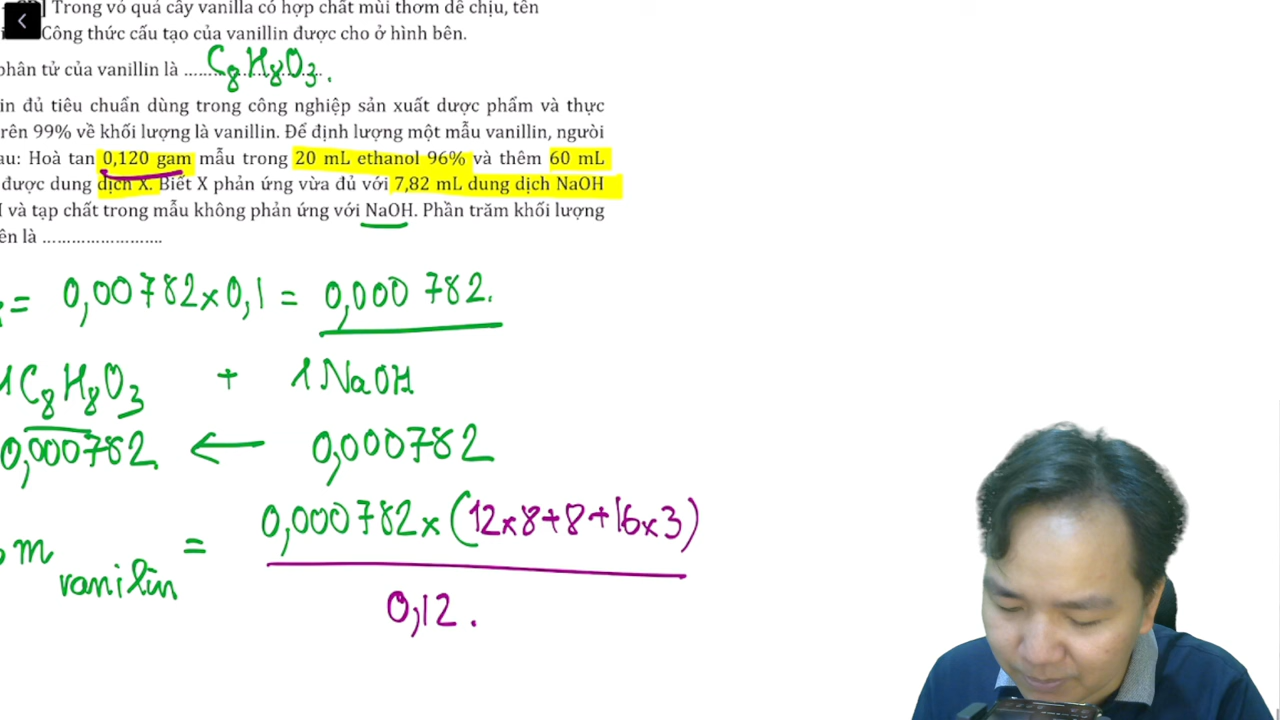 Trong vỏ quả cây vanilla có hợp chất mùi thơm dễ chịu, tên
Công thức cấu tạo của vanillin được cho ở hình bên.
phân tử của vanillin là ........................ C₈H₈O₃.
in đủ tiêu chuẩn dùng trong công nghiệp sản xuất dược phẩm và thực
rên 99% về khối lượng là vanillin. Để định lượng một mẫu vanillin, người
au: Hoà tan 0,120 gam mẫu trong 20 mL ethanol 96% và thêm 60 mL
được dung dịch X. Biết X phản ứng vừa đủ với 7,82 mL dung dịch NaOH
và tạp chất trong mẫu không phản ứng với NaOH. Phần trăm khối lượng
ên là ........................
= 0,00782×0,1 = 0,000 782.
1C₈H₈O₃ + 1NaOH
0,000782 ← 0,000782
0,000782×(12×8+8+16×3)
m vanilin =
0,12.